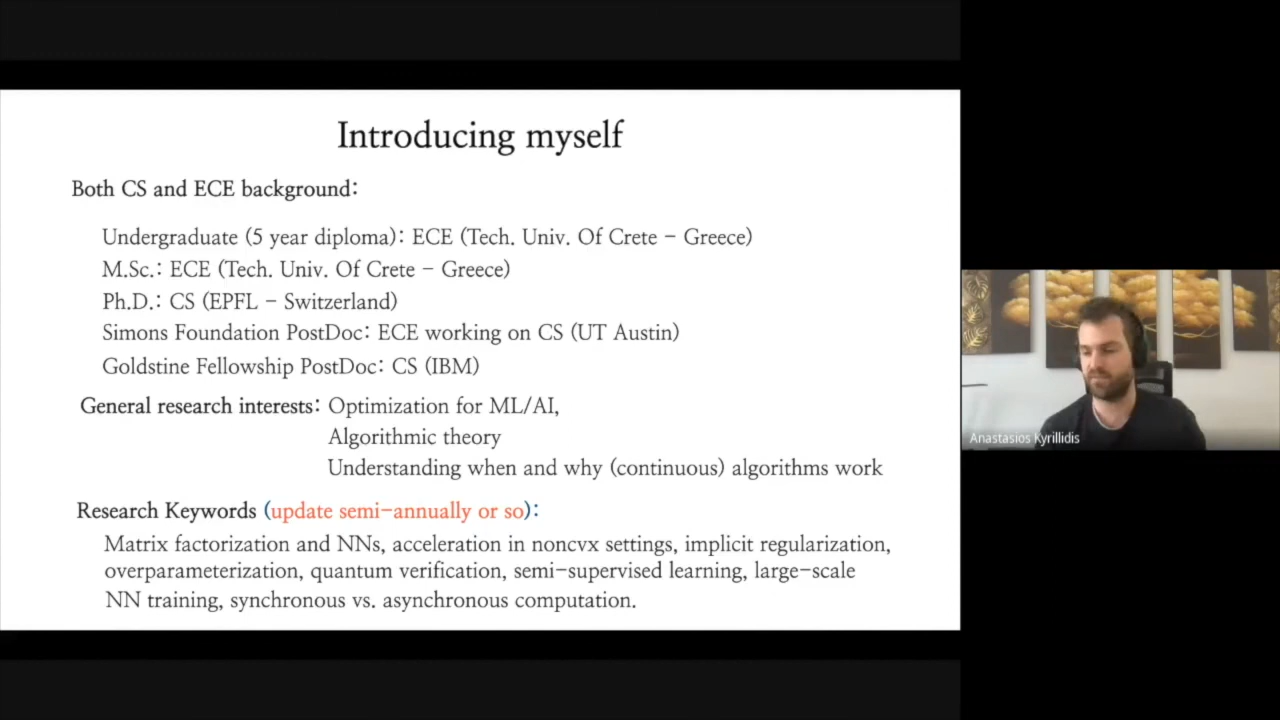 Introducing myself
Both CS and ECE background:
Undergraduate (5 year diploma): ECE (Tech. Univ. Of Crete - Greece)
M.Sc.: ECE (Tech. Univ. Of Crete - Greece)
Ph.D.: CS (EPFL - Switzerland)
Simons Foundation PostDoc: ECE working on CS (UT Austin)
Goldstine Fellowship PostDoc: CS (IBM)
General research interests: Optimization for ML/AI,
Algorithmic theory
Understanding when and why (continuous) algorithms work
Research Keywords (update semi-annually or so):
Matrix factorization and NNs, acceleration in noncvx settings, implicit regularization,
overparameterization, quantum verification, semi-supervised learning, large-scale
NN training, synchronous vs. asynchronous computation.
Anastasios Kyrillidis